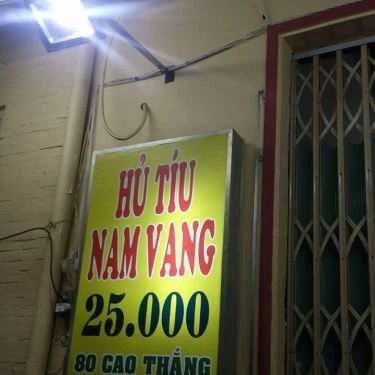 HỦ TÍU
NAM VANG
25.000
80 CAO THẮNG